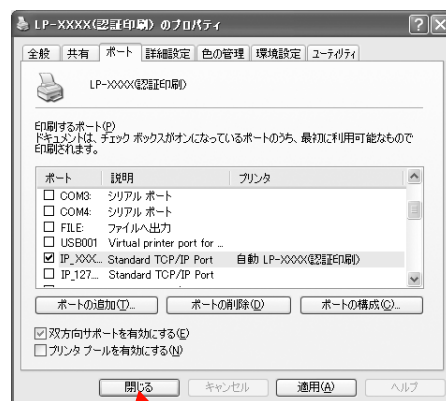 LP-XXXX(認証印刷) のプロパティ
全般 共有 ポート 詳細設定 色の管理 環境設定 ユーティリティ
LP-XXXX(認証印刷)
印刷するポート(P)
ドキュメントは、チェック ボックスがオンになっているポートのうち、最初に利用可能なもので
印刷されます。
ポート 説明 プリンタ
COM3: シリアル ポート
COM4: シリアル ポート
FILE: ファイルへ出力
USB001 Virtual printer port for ...
IP_XXX... Standard TCP/IP Port 自動 LP-XXXX(認証印刷)
IP_127... Standard TCP/IP Port
ポートの追加(T)... ポートの削除(D) ポートの構成(C)...
双方向サポートを有効にする(E)
プリンタ プールを有効にする(N)
閉じる キャンセル 適用(A) ヘルプ